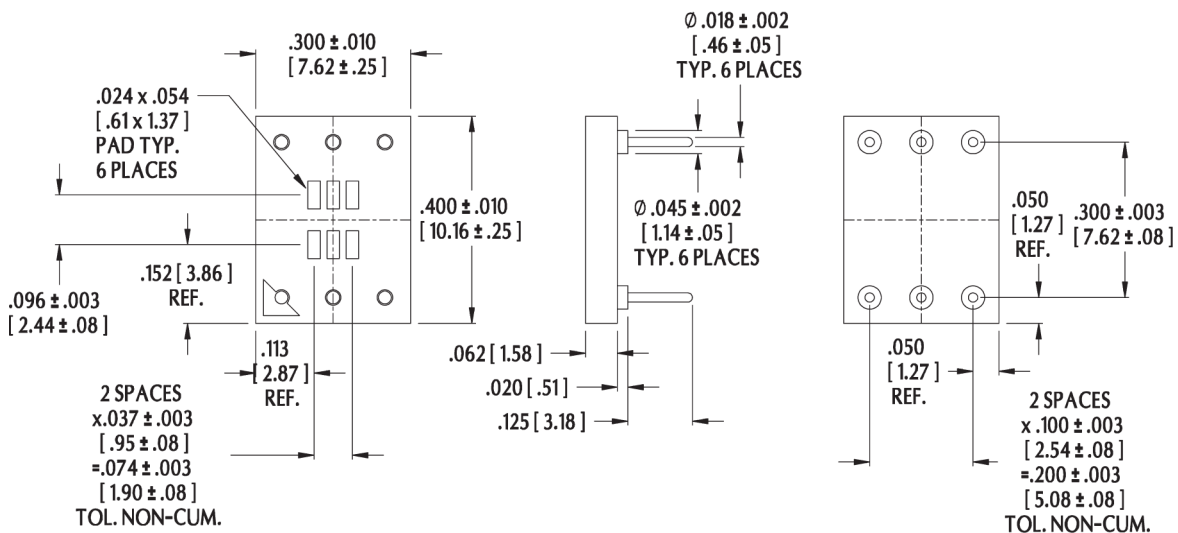 .300 ±.010
[ 7.62 ±.25 ]
.024 x .054
[ .61 x 1.37 ]
PAD TYP.
6 PLACES
.400 ±.010
[ 10.16 ±.25 ]
.152 [ 3.86 ]
REF.
.096 ±.003
[ 2.44 ±.08 ]
.113
[ 2.87 ]
REF.
2 SPACES
x.037 ±.003
[ .95 ±.08 ]
=.074 ±.003
[ 1.90 ±.08 ]
TOL. NON-CUM.
Ø .018 ±.002
[ .46 ±.05 ]
TYP. 6 PLACES
Ø .045 ±.002
[ 1.14 ±.05 ]
TYP. 6 PLACES
.062 [ 1.58 ]
.020 [ .51 ]
.125 [ 3.18 ]
.050
[ 1.27 ]
REF.
.300 ±.003
[ 7.62 ±.08 ]
.050
[ 1.27 ]
REF.
2 SPACES
x .100 ±.003
[ 2.54 ±.08 ]
=.200 ±.003
[ 5.08 ±.08 ]
TOL. NON-CUM.